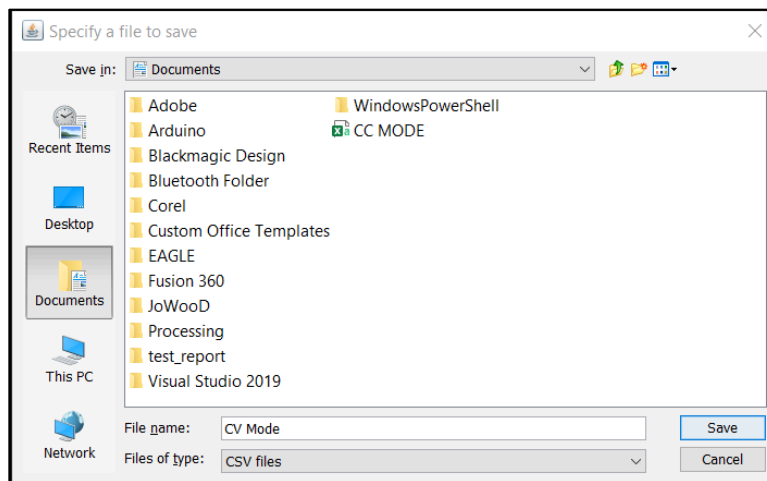 Specify a file to save
Save in: Documents
Recent Items
Desktop
Documents
This PC
Network
Adobe
Arduino
Blackmagic Design
Bluetooth Folder
Corel
Custom Office Templates
EAGLE
Fusion 360
JoWooD
Processing
test_report
Visual Studio 2019
WindowsPowerShell
CC MODE
File name: CV Mode
Save
Files of type: CSV files
Cancel